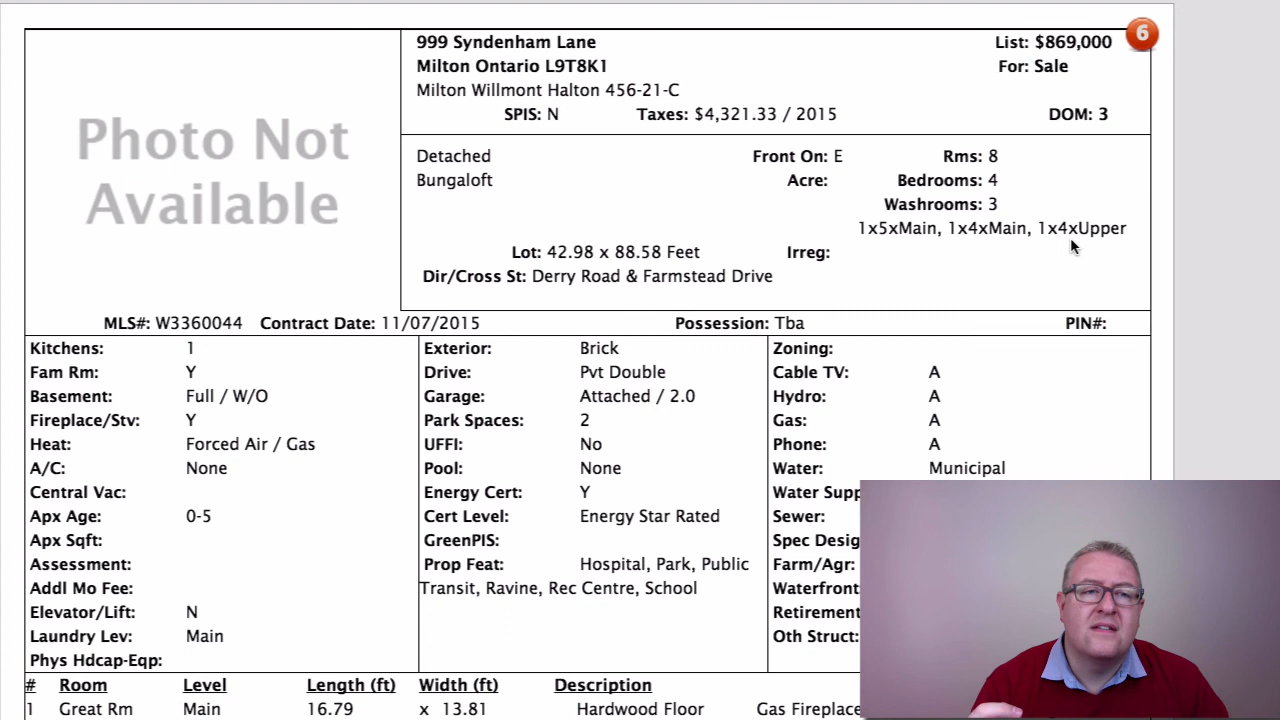 Photo Not
Available
999 Syndenham Lane
List: $869,000
6
Milton Ontario L9T8K1
For: Sale
Milton Willmont Halton 456-21-C
SPIS: N
Taxes: $4,321.33 / 2015
DOM: 3
Detached
Front On: E
Rms: 8
Bungaloft
Acre:
Bedrooms: 4
Washrooms: 3
1x5xMain, 1x4xMain, 1x4xUpper
Lot: 42.98 x 88.58 Feet
Irreg:
Dir/Cross St: Derry Road & Farmstead Drive
MLS#: W3360044 Contract Date: 11/07/2015 Possession: Tba PIN#:
Kitchens: 1
Fam Rm: Y
Basement: Full / W/O
Fireplace/Stv: Y
Heat: Forced Air / Gas
A/C: None
Central Vac:
Apx Age: 0-5
Apx Sqft:
Assessment:
Addl Mo Fee:
Elevator/Lift: N
Laundry Lev: Main
Phys Hdcap-Eqp:
Exterior: Brick
Drive: Pvt Double
Garage: Attached / 2.0
Park Spaces: 2
UFFI: No
Pool: None
Energy Cert: Y
Cert Level: Energy Star Rated
GreenPIS:
Prop Feat: Hospital, Park, Public
Transit, Ravine, Rec Centre, School
Zoning:
Cable TV: A
Hydro: A
Gas: A
Phone: A
Water: Municipal
Water Supp
Sewer:
Spec Desig
Farm/Agr:
Waterfront
Retirement
Oth Struct:
# Room Level Length (ft) Width (ft) Description
1 Great Rm Main 16.79 x 13.81 Hardwood Floor Gas Fireplace